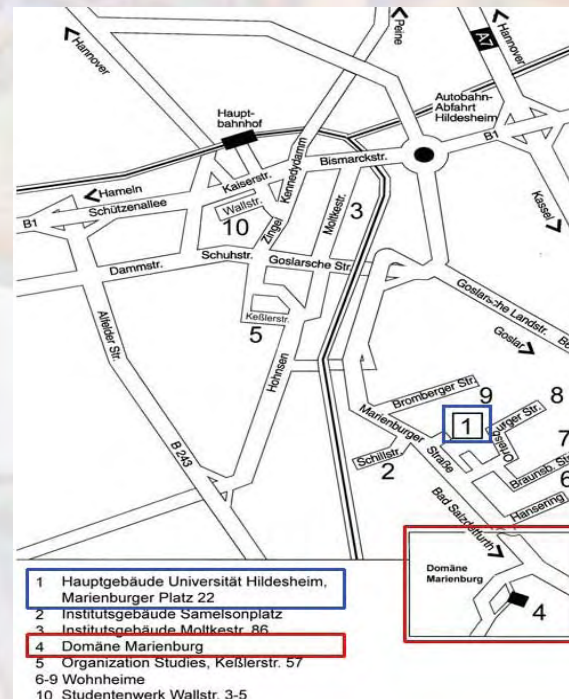 Hannover
Peine
A7
Hannover
Autobahn-
Abfahrt
Hildesheim
Haupt-
bahnhof
B1
Bismarckstr.
Kennedydamm
Hameln
Kaiserstr.
Schützenallee
Wallstr.
B1
10
Zingel
Moltkestr.
3
Kassel
Schuhstr.
Goslarsche Str.
Dammstr.
Goslarsche Landstr.
Keßlerstr.
5
Alfelder Str.
Goslar
Hohnsen
Bromberger Str.
9
8
Marienburger Straße
1
urger Str.
7
Schillstr.
2
Braunsb. Str.
6
B 243
Hansering
Bad Salzdetfurth
Domäne
Marienburg
4
1 Hauptgebäude Universität Hildesheim,
Marienburger Platz 22
2 Institutsgebäude Samelsonplatz
3 Institutsgebäude Moltkestr. 86
4 Domäne Marienburg
5 Organization Studies, Keßlerstr. 57
6-9 Wohnheime
10 Studentenwerk Wallstr. 3-5